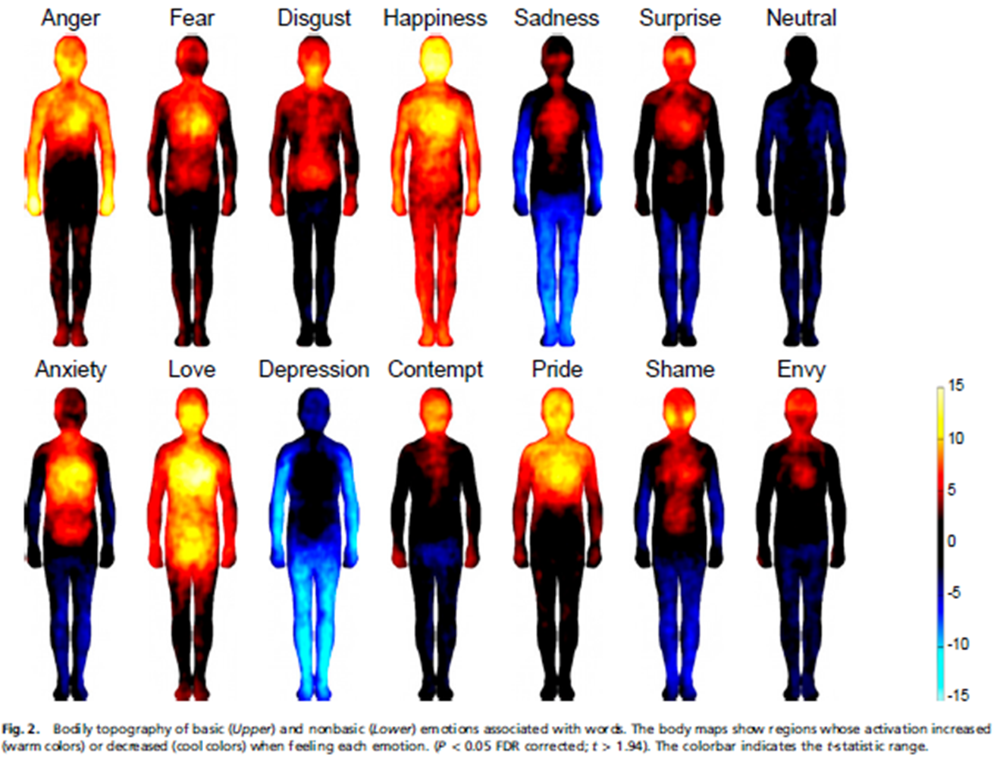 Anger Fear Disgust Happiness Sadness Surprise Neutral
Anxiety Love Depression Contempt Pride Shame Envy
15
10
5
0
-5
-10
-15
Fig. 2. Bodily topography of basic (Upper) and nonbasic (Lower) emotions associated with words. The body maps show regions whose activation increased
(warm colors) or decreased (cool colors) when feeling each emotion. (P < 0.05 FDR corrected; t > 1.94). The colorbar indicates the t-statistic range.